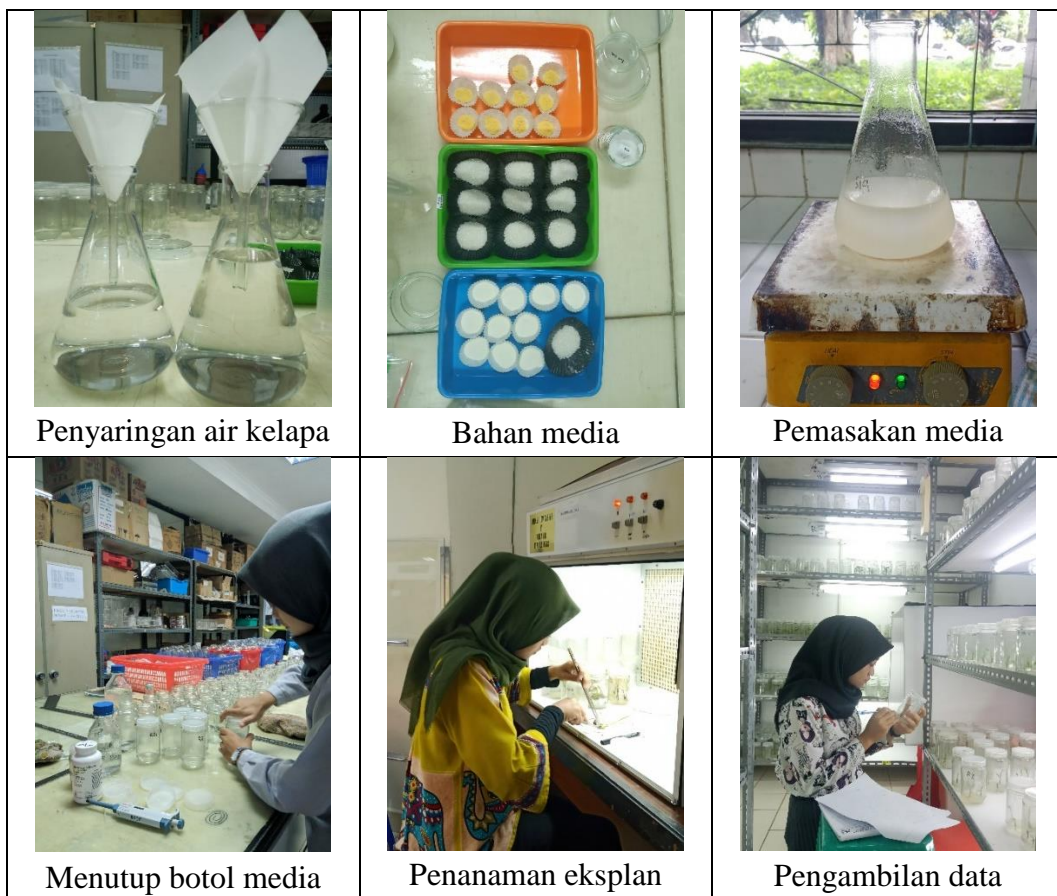 Penyaringan air kelapa
Bahan media
Pemasakan media
Menutup botol media
Penanaman eksplan
Pengambilan data